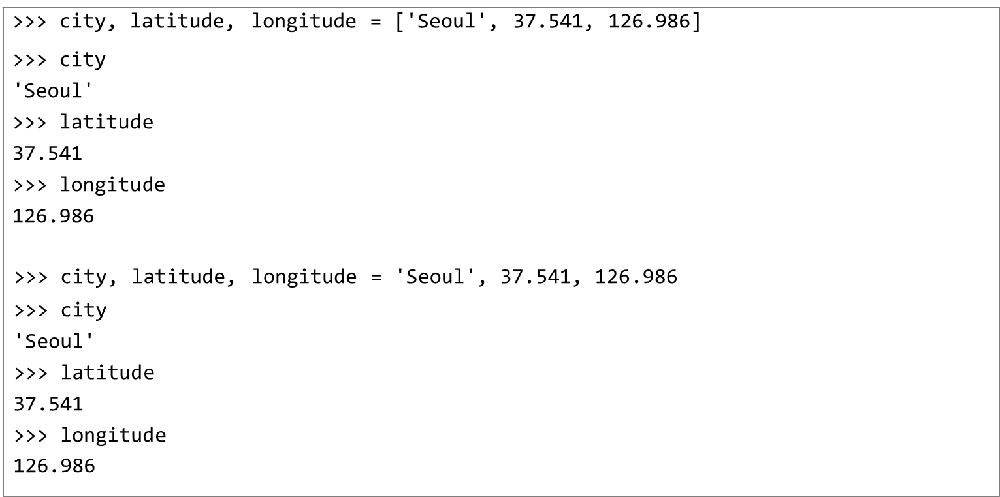 >>> city, latitude, longitude = ['Seoul', 37.541, 126.986]
>>> city
'Seoul'
>>> latitude
37.541
>>> longitude
126.986
>>> city, latitude, longitude = 'Seoul', 37.541, 126.986
>>> city
'Seoul'
>>> latitude
37.541
>>> longitude
126.986